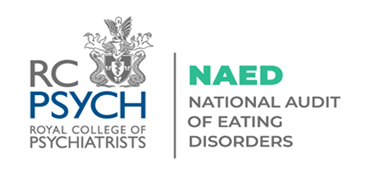 RC
PSYCH
ROYAL COLLEGE OF
PSYCHIATRISTS
NAED
NATIONAL AUDIT
OF EATING
DISORDERS